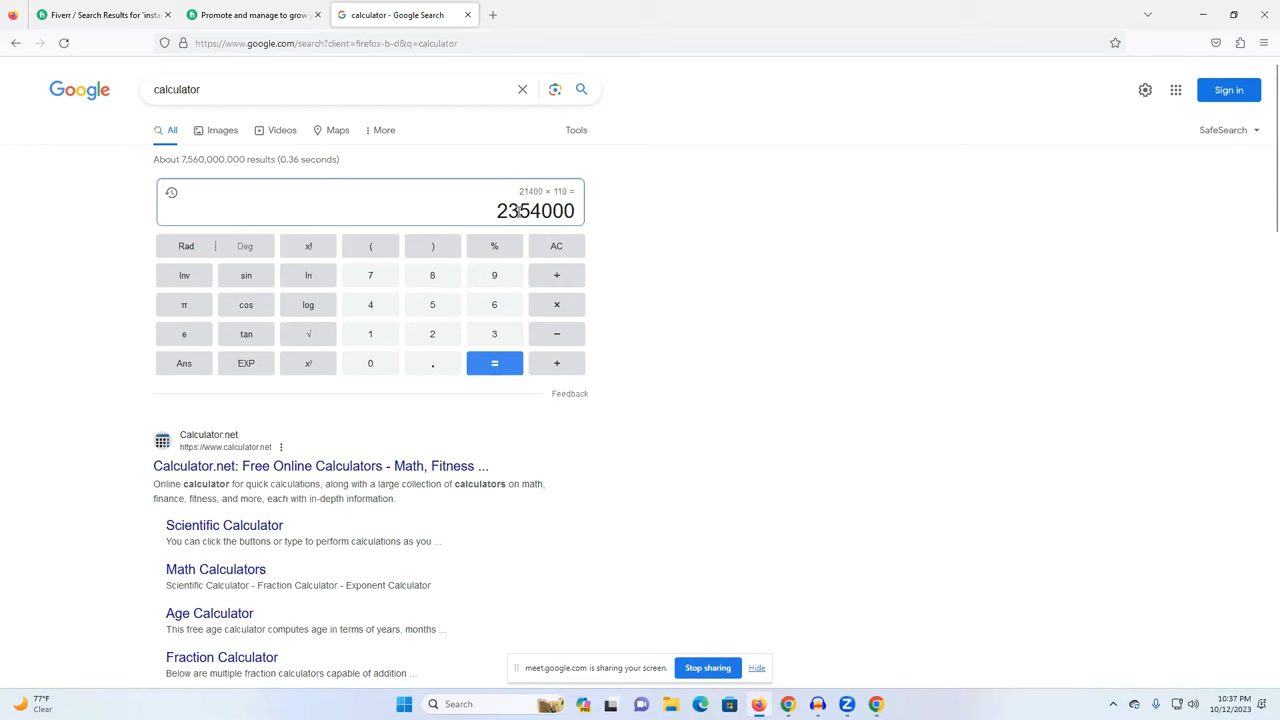 Fiverr / Search Results for 'insta
Promote and manage to grow y
calculator - Google Search
https://www.google.com/search?client=firefox-b-d&q=calculator
Google
calculator
Sign in
All
Images
Videos
Maps
More
Tools
SafeSearch
About 7,560,000,000 results (0.36 seconds)
21400 × 110 =
2354000
Rad
Deg
x!
(
)
%
AC
Inv
sin
ln
7
8
9
÷
π
cos
log
4
5
6
×
e
tan
√
1
2
3
−
Ans
EXP
xʸ
0
.
=
+
Feedback
Calculator.net
https://www.calculator.net
Calculator.net: Free Online Calculators - Math, Fitness ...
Online calculator for quick calculations, along with a large collection of calculators on math,
finance, fitness, and more, each with in-depth information.
Scientific Calculator
You can click the buttons or type to perform calculations as you ...
Math Calculators
Scientific Calculator - Fraction Calculator - Exponent Calculator
Age Calculator
This free age calculator computes age in terms of years, months ...
Fraction Calculator
Below are multiple fraction calculators capable of addition ...
meet.google.com is sharing your screen.
Stop sharing
Hide
77°F
Clear
Search
10:37 PM
10/12/2023